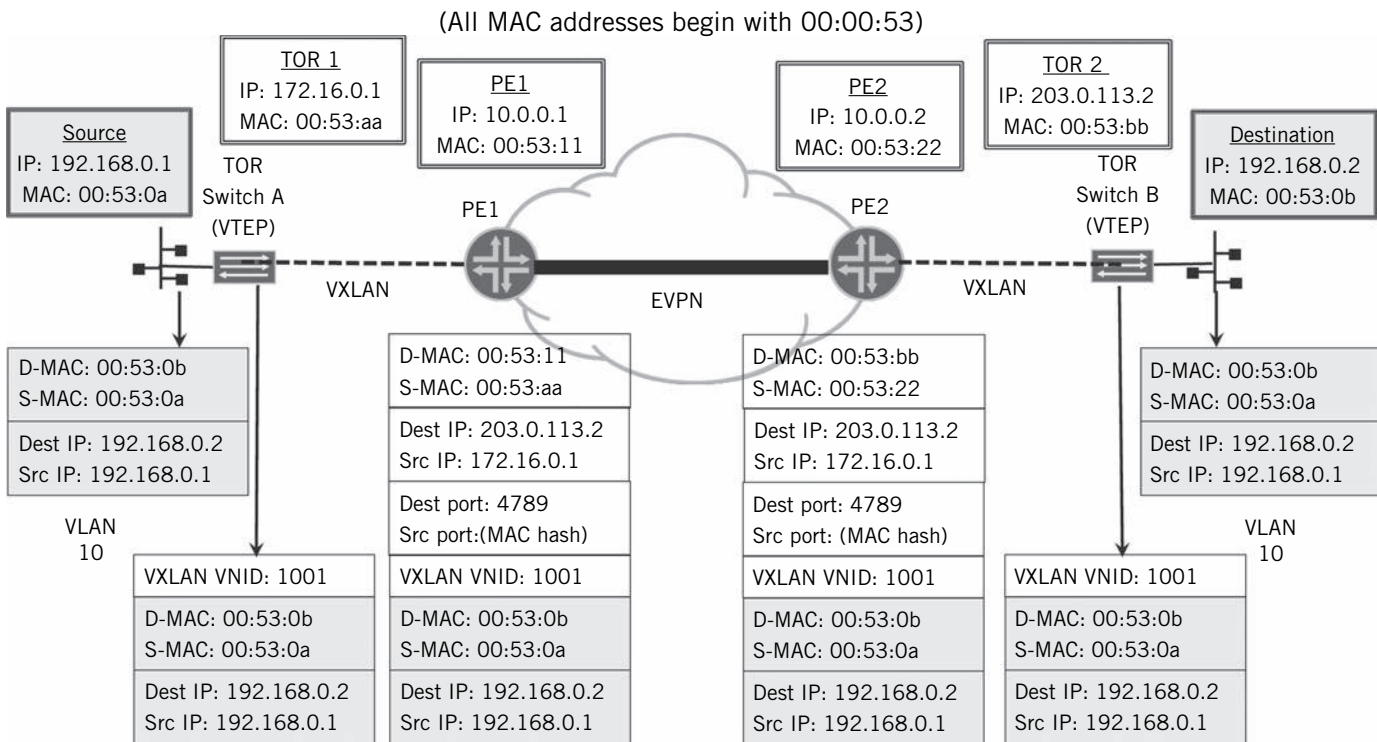 (All MAC addresses begin with 00:00:53)
TOR 1
IP: 172.16.0.1
MAC: 00:53:aa
PE1
IP: 10.0.0.1
MAC: 00:53:11
PE2
IP: 10.0.0.2
MAC: 00:53:22
TOR 2
IP: 203.0.113.2
MAC: 00:53:bb
Source
IP: 192.168.0.1
MAC: 00:53:0a
Destination
IP: 192.168.0.2
MAC: 00:53:0b
TOR
Switch A
(VTEP)
PE1
PE2
TOR
Switch B
(VTEP)
VXLAN
EVPN
VXLAN
D-MAC: 00:53:0b
S-MAC: 00:53:0a
Dest IP: 192.168.0.2
Src IP: 192.168.0.1
VLAN
10
VXLAN VNID: 1001
D-MAC: 00:53:0b
S-MAC: 00:53:0a
Dest IP: 192.168.0.2
Src IP: 192.168.0.1
D-MAC: 00:53:11
S-MAC: 00:53:aa
Dest IP: 203.0.113.2
Src IP: 172.16.0.1
Dest port: 4789
Src port:(MAC hash)
VXLAN VNID: 1001
D-MAC: 00:53:0b
S-MAC: 00:53:0a
Dest IP: 192.168.0.2
Src IP: 192.168.0.1
D-MAC: 00:53:bb
S-MAC: 00:53:22
Dest IP: 203.0.113.2
Src IP: 172.16.0.1
Dest port: 4789
Src port: (MAC hash)
VXLAN VNID: 1001
D-MAC: 00:53:0b
S-MAC: 00:53:0a
Dest IP: 192.168.0.2
Src IP: 192.168.0.1
D-MAC: 00:53:0b
S-MAC: 00:53:0a
Dest IP: 192.168.0.2
Src IP: 192.168.0.1
VLAN
10
VXLAN VNID: 1001
D-MAC: 00:53:0b
S-MAC: 00:53:0a
Dest IP: 192.168.0.2
Src IP: 192.168.0.1